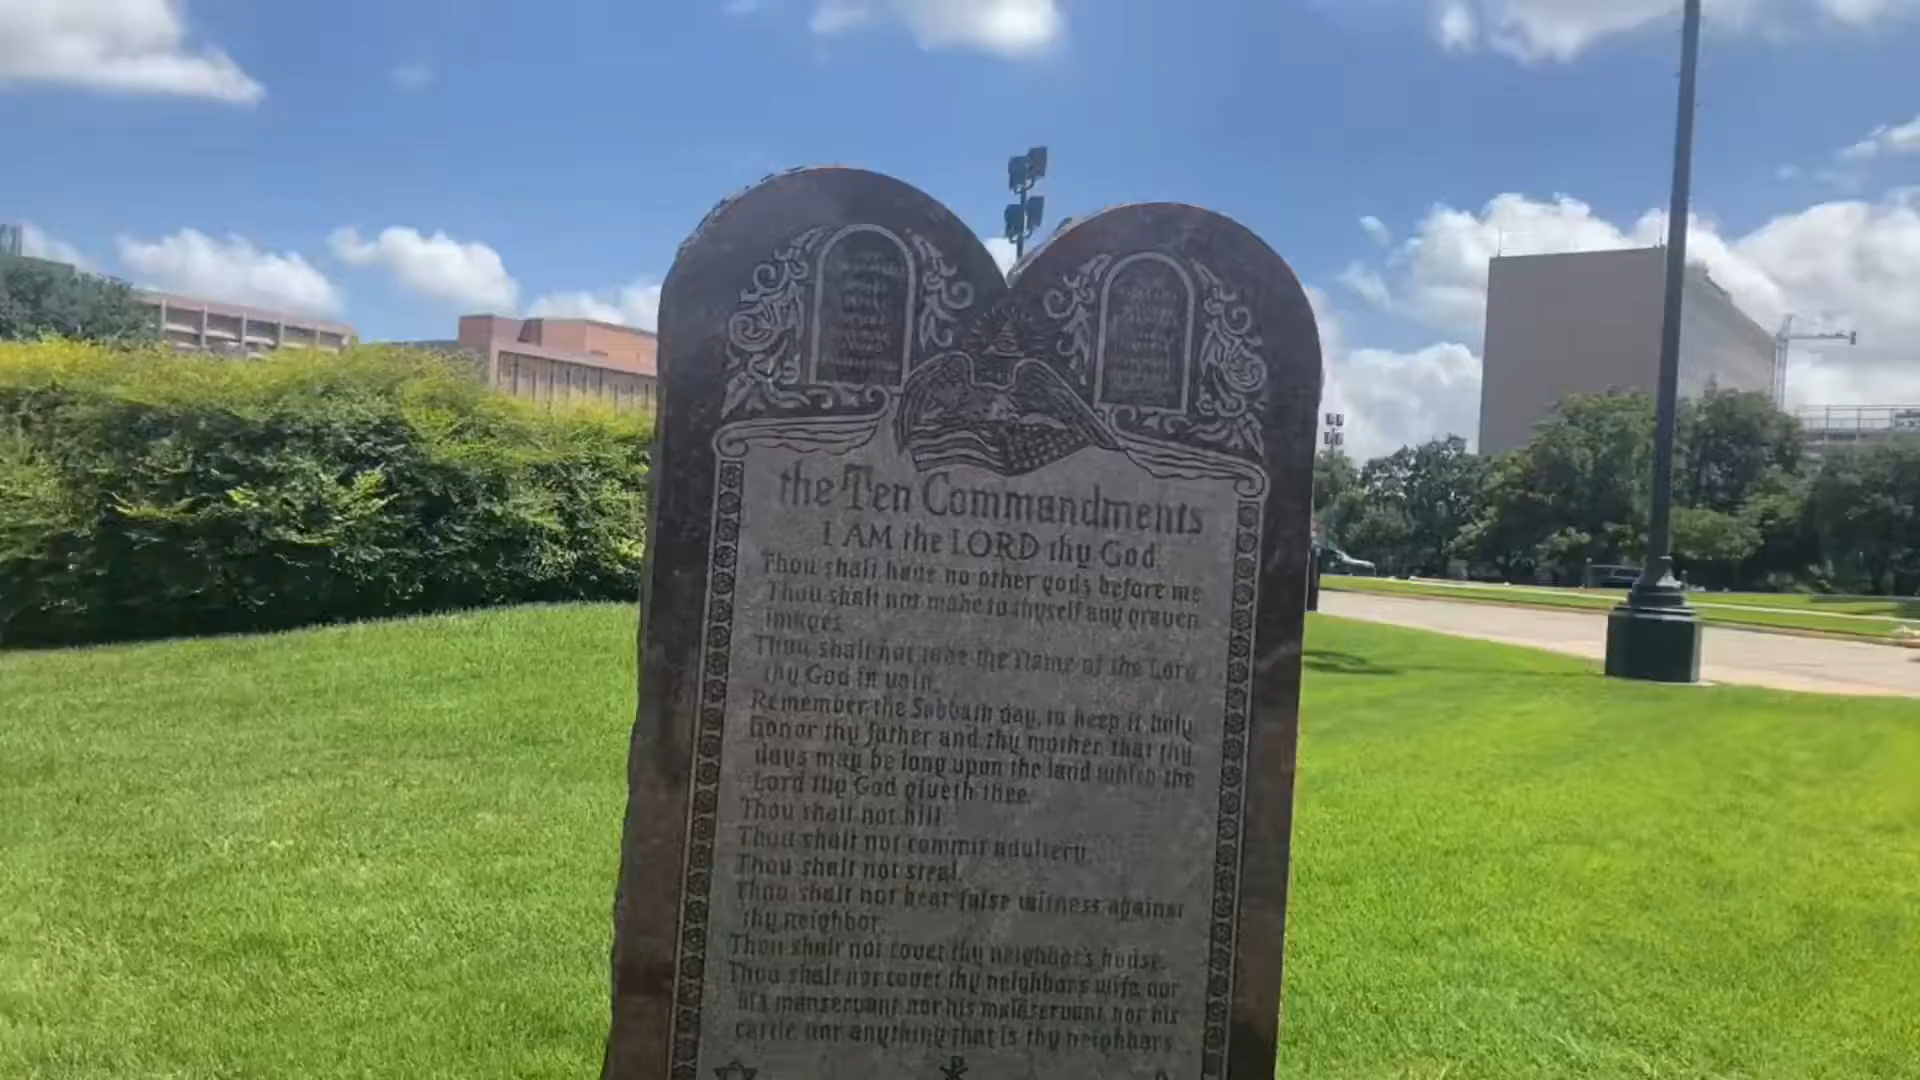 the Ten Commandments
I AM the LORD thy God.
Thou shalt have no other gods before me
Thou shalt not make to thyself any graven
images.
Thou shalt not take the Name of the Lord
thy God in vain.
Remember the Sabbath day, to keep it holy.
Honor thy father and thy mother that thy
days may be long upon the land which the
Lord thy God giveth thee.
Thou shalt not kill
Thou shalt not commit adultery.
Thou shalt not steal.
Thou shalt not bear false witness against
thy neighbor.
Thou shalt not covet thy neighbor's house.
Thou shalt not covet thy neighbors wife nor
his manservant nor his maidservant nor his
cattle nor anything that is thy neighbors.